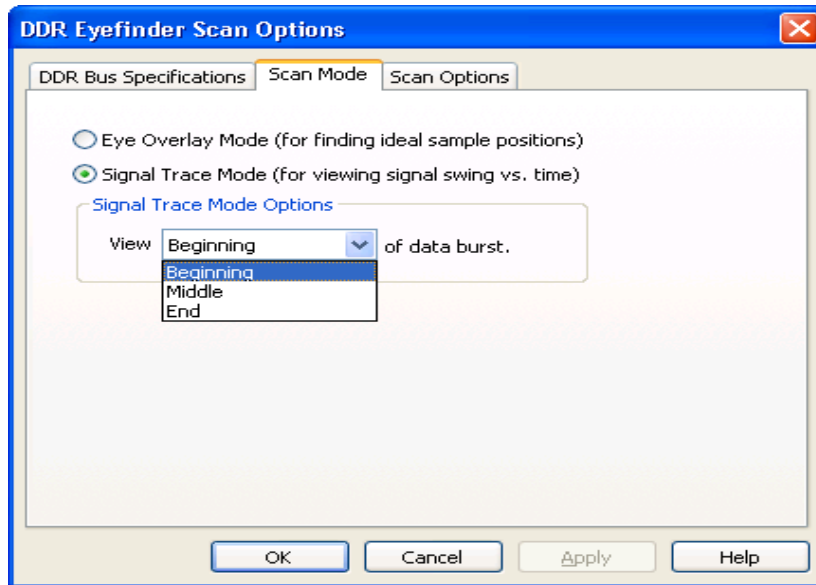 DDR Eyefinder Scan Options
DDR Bus Specifications Scan Mode Scan Options
Eye Overlay Mode (for finding ideal sample positions)
Signal Trace Mode (for viewing signal swing vs. time)
Signal Trace Mode Options
View Beginning of data burst.
Beginning
Middle
End
OK Cancel Apply Help